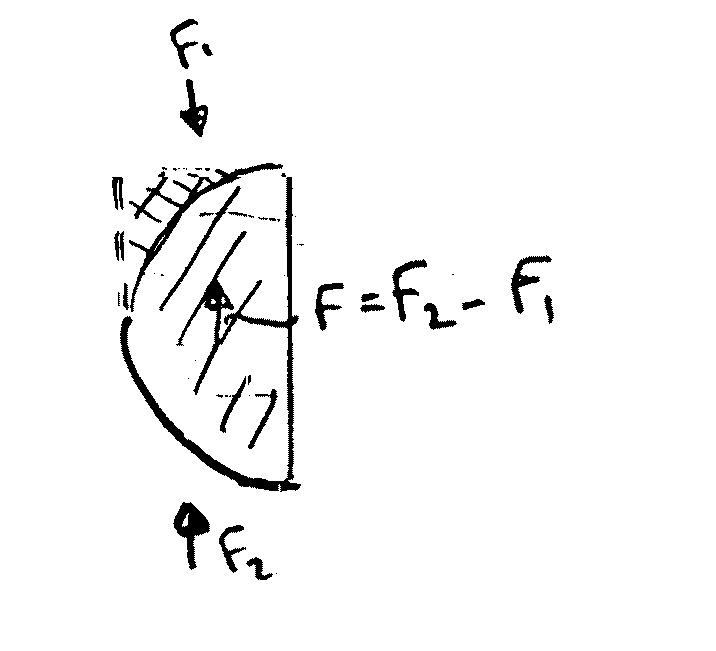 F₁
F = F₂ - F₁
F₂